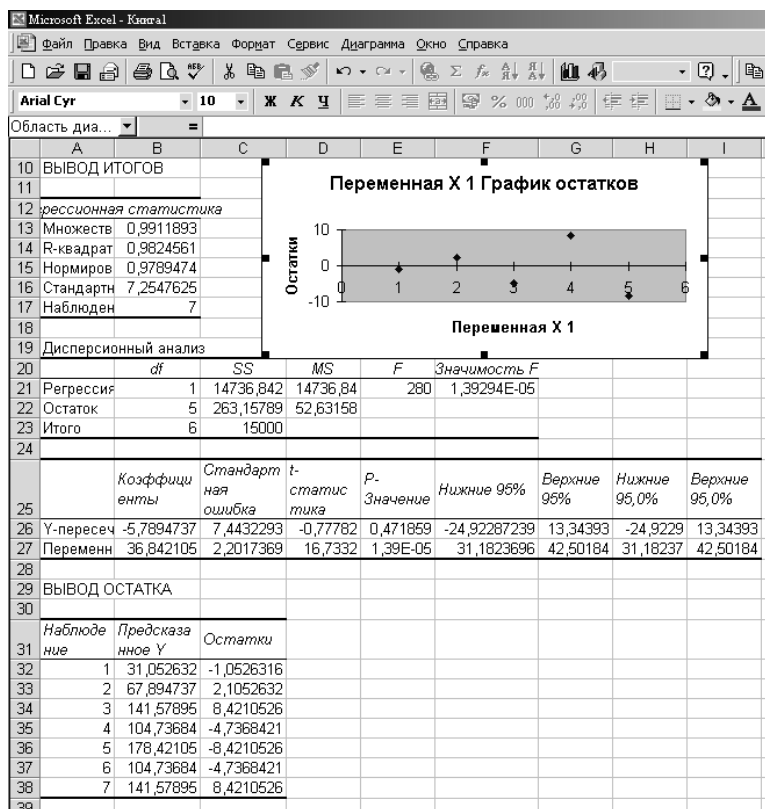 Microsoft Excel - Книга1
Файл Правка Вид Вставка Формат Сервис Диаграмма Окно Справка
Arial Cyr 10 Ж К Ч % 000
Область диа... =
A B C D E F G H I
10 ВЫВОД ИТОГОВ
11
12 рессионная статистика
13 Множеств 0,9911893
14 R-квадрат 0,9824561
15 Нормиров 0,9789474
16 Стандартн 7,2547625
17 Наблюден 7
18
Переменная X 1 График остатков
Остатки
10
0
-10
0 1 2 3 4 5 6
Переменная X 1
19 Дисперсионный анализ
20 df SS MS F Значимость F
21 Регрессия 1 14736,842 14736,84 280 1,39294E-05
22 Остаток 5 263,15789 52,63158
23 Итого 6 15000
24
25 Коэффициенты Стандартная ошибка t-статистика P-Значение Нижние 95% Верхние 95% Нижние 95,0% Верхние 95,0%
26 Y-пересеч -5,7894737 7,4432293 -0,77782 0,471859 -24,92287239 13,34393 -24,9229 13,34393
27 Переменн 36,842105 2,2017369 16,7332 1,39E-05 31,1823696 42,50184 31,18237 42,50184
28
29 ВЫВОД ОСТАТКА
30
31 Наблюдение Предсказанное Y Остатки
32 1 31,052632 -1,0526316
33 2 67,894737 2,1052632
34 3 141,57895 8,4210526
35 4 104,73684 -4,7368421
36 5 178,42105 -8,4210526
37 6 104,73684 -4,7368421
38 7 141,57895 8,4210526
39